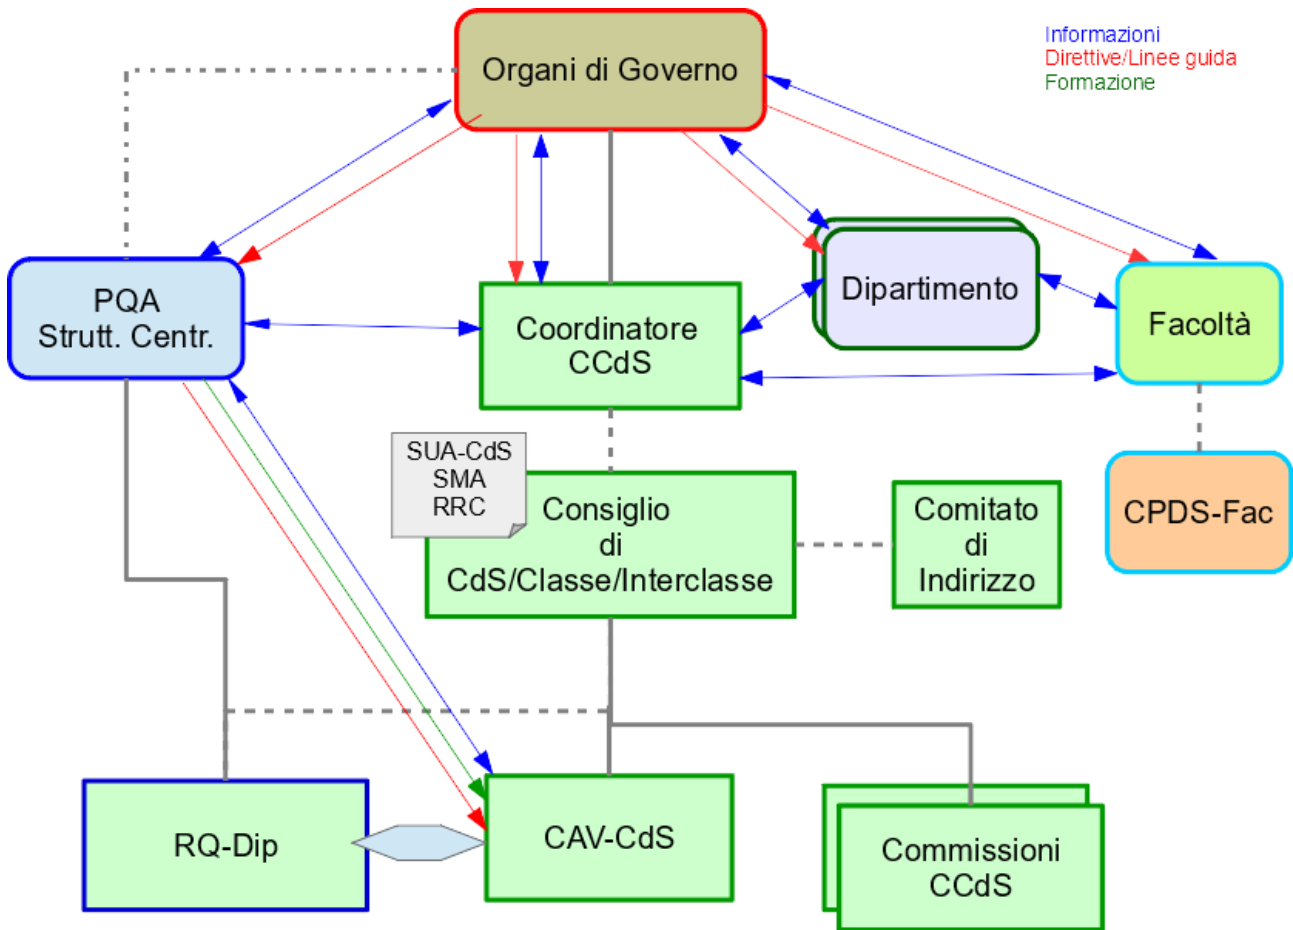 Organi di Governo
Informazioni
Direttive/Linee guida
Formazione
PQA
Strutt. Centr.
Coordinatore
CCdS
Dipartimento
Facoltà
SUA-CdS
SMA
RRC
Consiglio
di
CdS/Classe/Interclasse
Comitato
di
Indirizzo
CPDS-Fac
RQ-Dip
CAV-CdS
Commissioni
CCdS